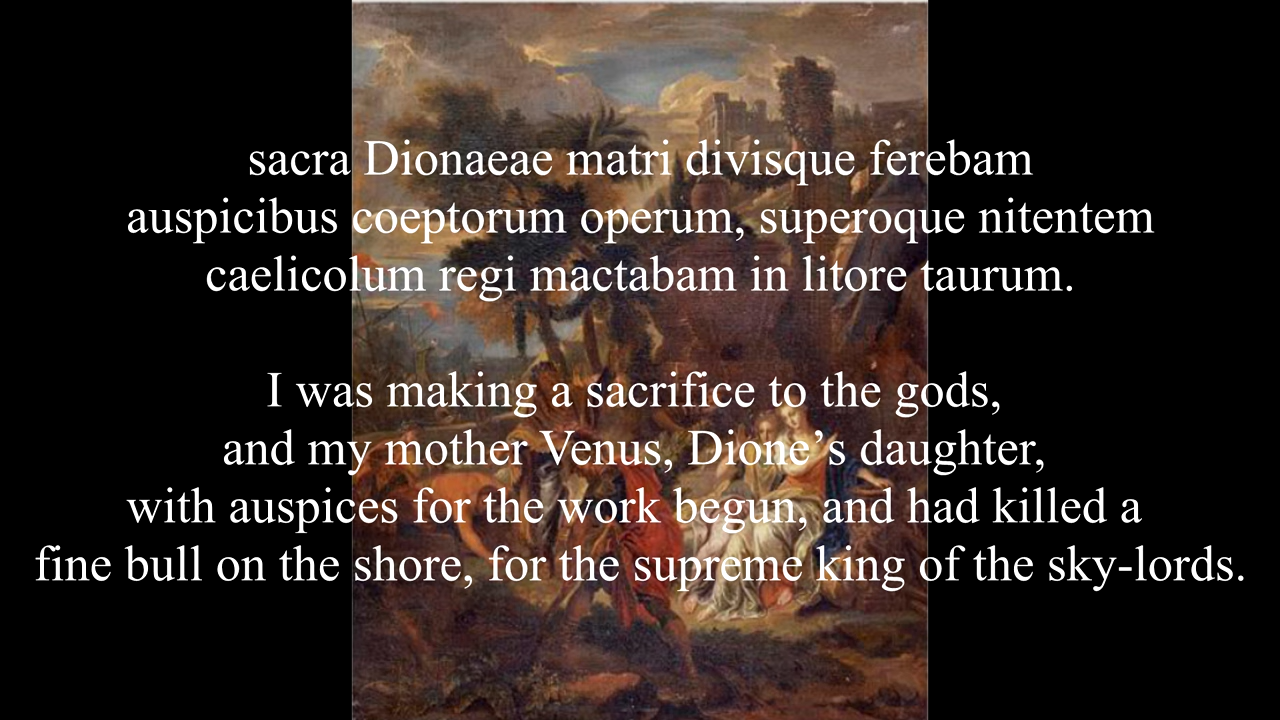 sacra Dionaeae matri divisque ferebam
auspicibus coeptorum operum, superoque nitentem
caelicolum regi mactabam in litore taurum.
I was making a sacrifice to the gods,
and my mother Venus, Dione’s daughter,
with auspices for the work begun, and had killed a
fine bull on the shore, for the supreme king of the sky-lords.